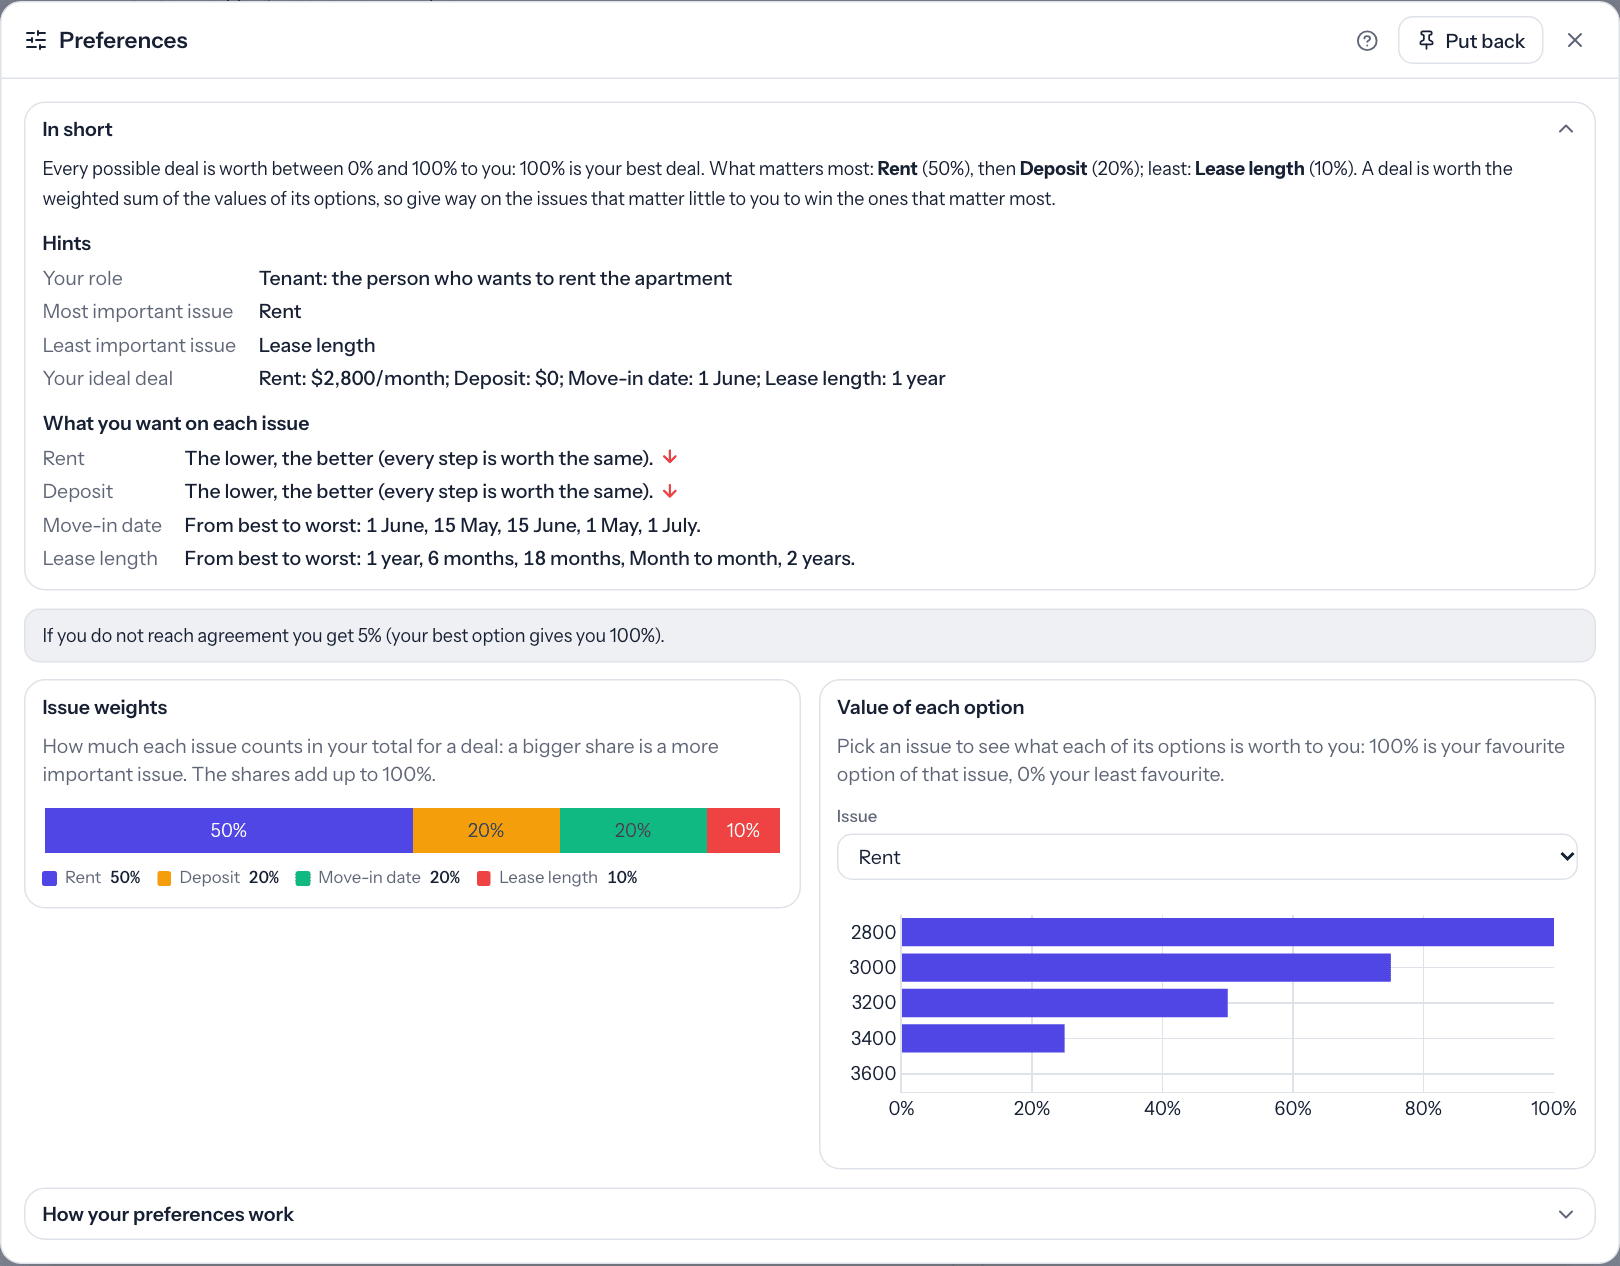 Preferences
Put back
In short
Every possible deal is worth between 0% and 100% to you: 100% is your best deal. What matters most: Rent (50%), then Deposit (20%); least: Lease length (10%). A deal is worth the
weighted sum of the values of its options, so give way on the issues that matter little to you to win the ones that matter most.
Hints
Your role Tenant: the person who wants to rent the apartment
Most important issue Rent
Least important issue Lease length
Your ideal deal Rent: $2,800/month; Deposit: $0; Move-in date: 1 June; Lease length: 1 year
What you want on each issue
Rent The lower, the better (every step is worth the same).
Deposit The lower, the better (every step is worth the same).
Move-in date From best to worst: 1 June, 15 May, 15 June, 1 May, 1 July.
Lease length From best to worst: 1 year, 6 months, 18 months, Month to month, 2 years.
If you do not reach agreement you get 5% (your best option gives you 100%).
Issue weights
How much each issue counts in your total for a deal: a bigger share is a more
important issue. The shares add up to 100%.
50% 20% 20% 10%
Rent 50% Deposit 20% Move-in date 20% Lease length 10%
Value of each option
Pick an issue to see what each of its options is worth to you: 100% is your favourite
option of that issue, 0% your least favourite.
Issue
Rent
2800
3000
3200
3400
3600
0% 20% 40% 60% 80% 100%
How your preferences work